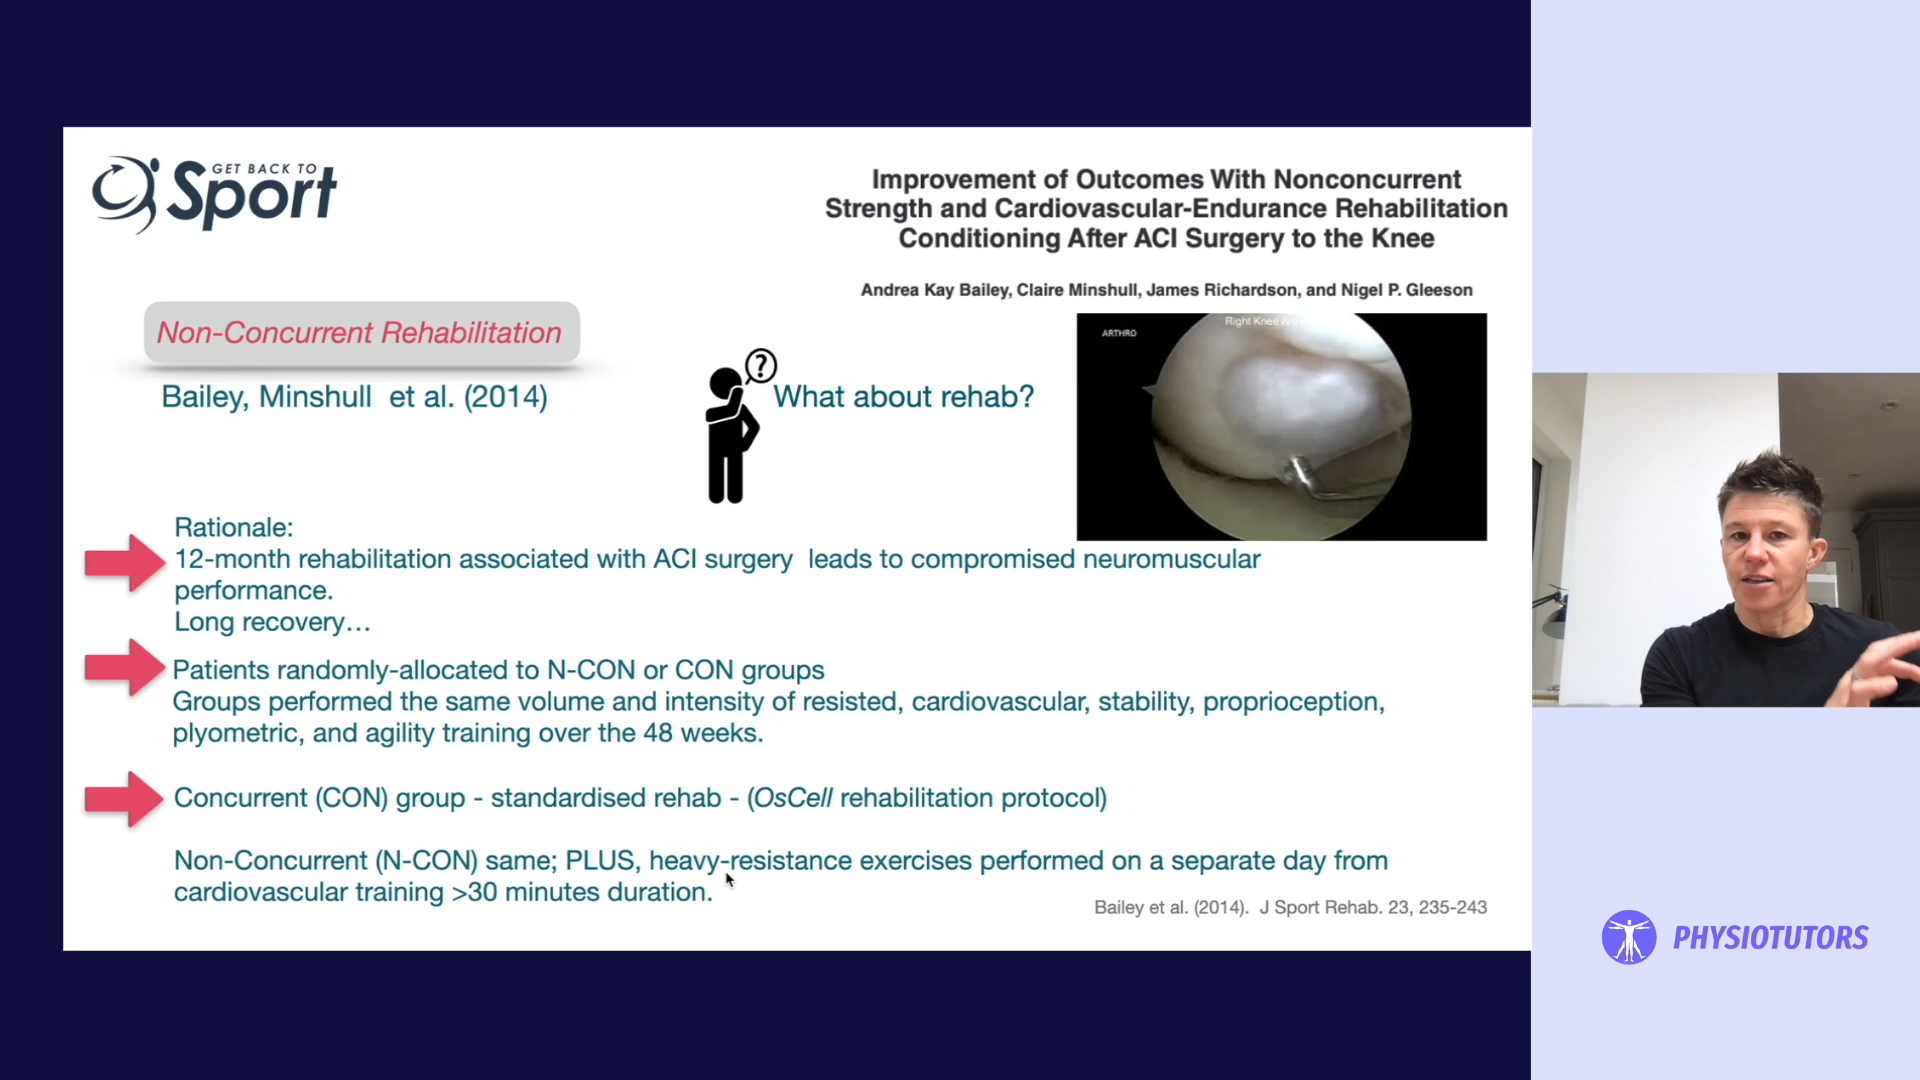 GET BACK TO
Sport
Improvement of Outcomes With Nonconcurrent
Strength and Cardiovascular-Endurance Rehabilitation
Conditioning After ACI Surgery to the Knee
Andrea Kay Bailey, Claire Minshull, James Richardson, and Nigel P. Gleeson
Non-Concurrent Rehabilitation
Bailey, Minshull et al. (2014)
?
What about rehab?
ARTHRO
Right Knee
Rationale:
12-month rehabilitation associated with ACI surgery leads to compromised neuromuscular
performance.
Long recovery…
Patients randomly-allocated to N-CON or CON groups
Groups performed the same volume and intensity of resisted, cardiovascular, stability, proprioception,
plyometric, and agility training over the 48 weeks.
Concurrent (CON) group - standardised rehab - (OsCell rehabilitation protocol)
Non-Concurrent (N-CON) same; PLUS, heavy-resistance exercises performed on a separate day from
cardiovascular training >30 minutes duration.
Bailey et al. (2014). J Sport Rehab. 23, 235-243
PHYSIOTUTORS